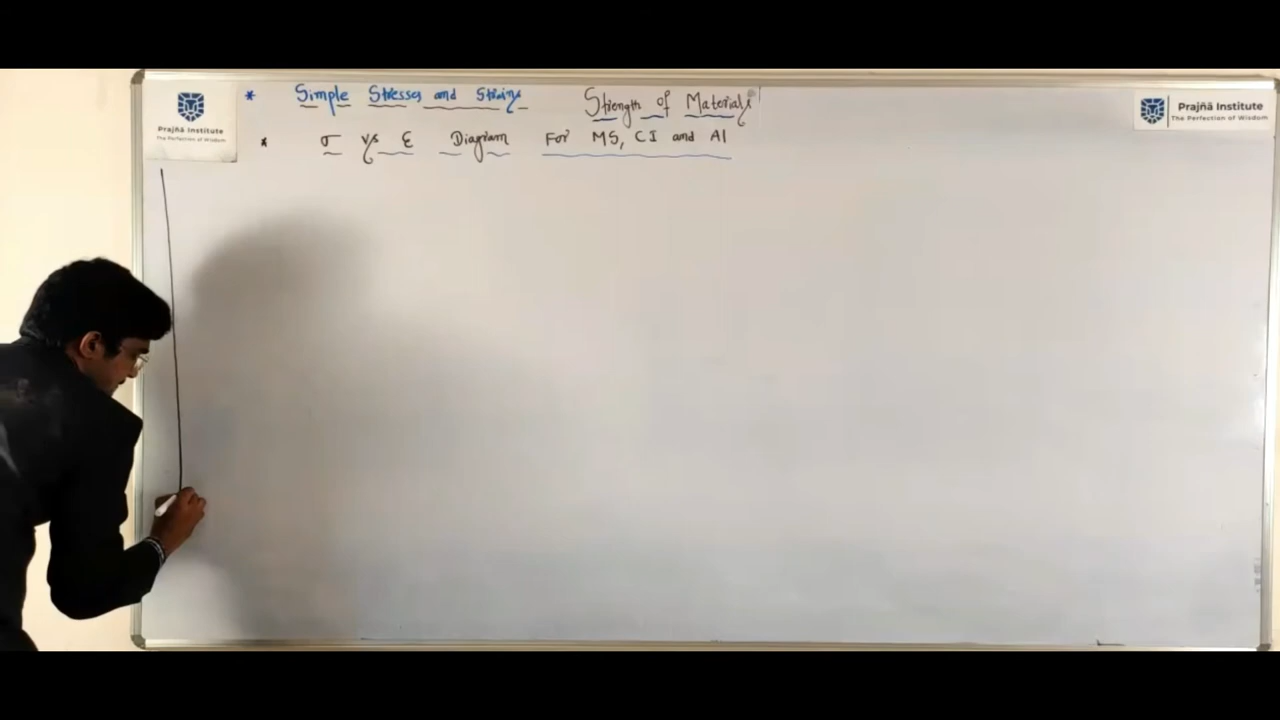 Prajñā Institute
The Perfection of Wisdom
* Simple Stresses and Strains
Strength of Materials
* σ vs ε Diagram For MS, CI and Al
Prajñā Institute
The Perfection of Wisdom